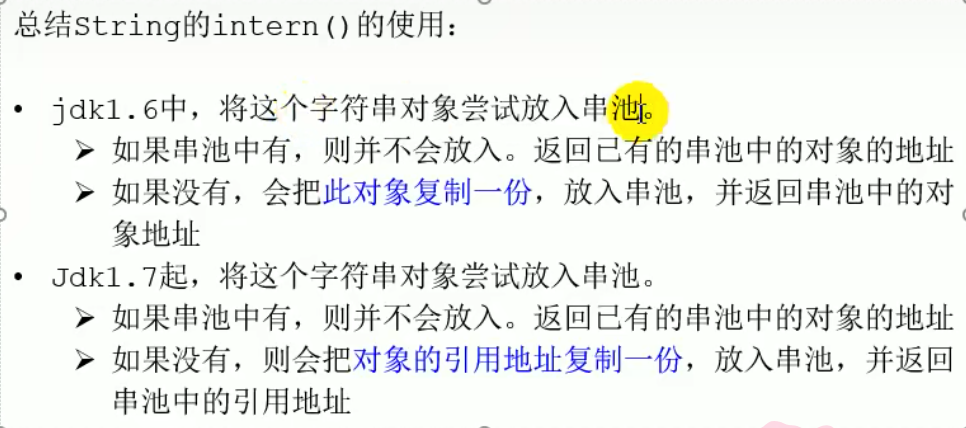 总结String的intern()的使用：
• jdk1.6中，将这个字符串对象尝试放入串池。
➢ 如果串池中有，则并不会放入。返回已有的串池中的对象的地址
➢ 如果没有，会把此对象复制一份，放入串池，并返回串池中的对
象地址
• Jdk1.7起，将这个字符串对象尝试放入串池。
➢ 如果串池中有，则并不会放入。返回已有的串池中的对象的地址
➢ 如果没有，则会把对象的引用地址复制一份，放入串池，并返回
串池中的引用地址